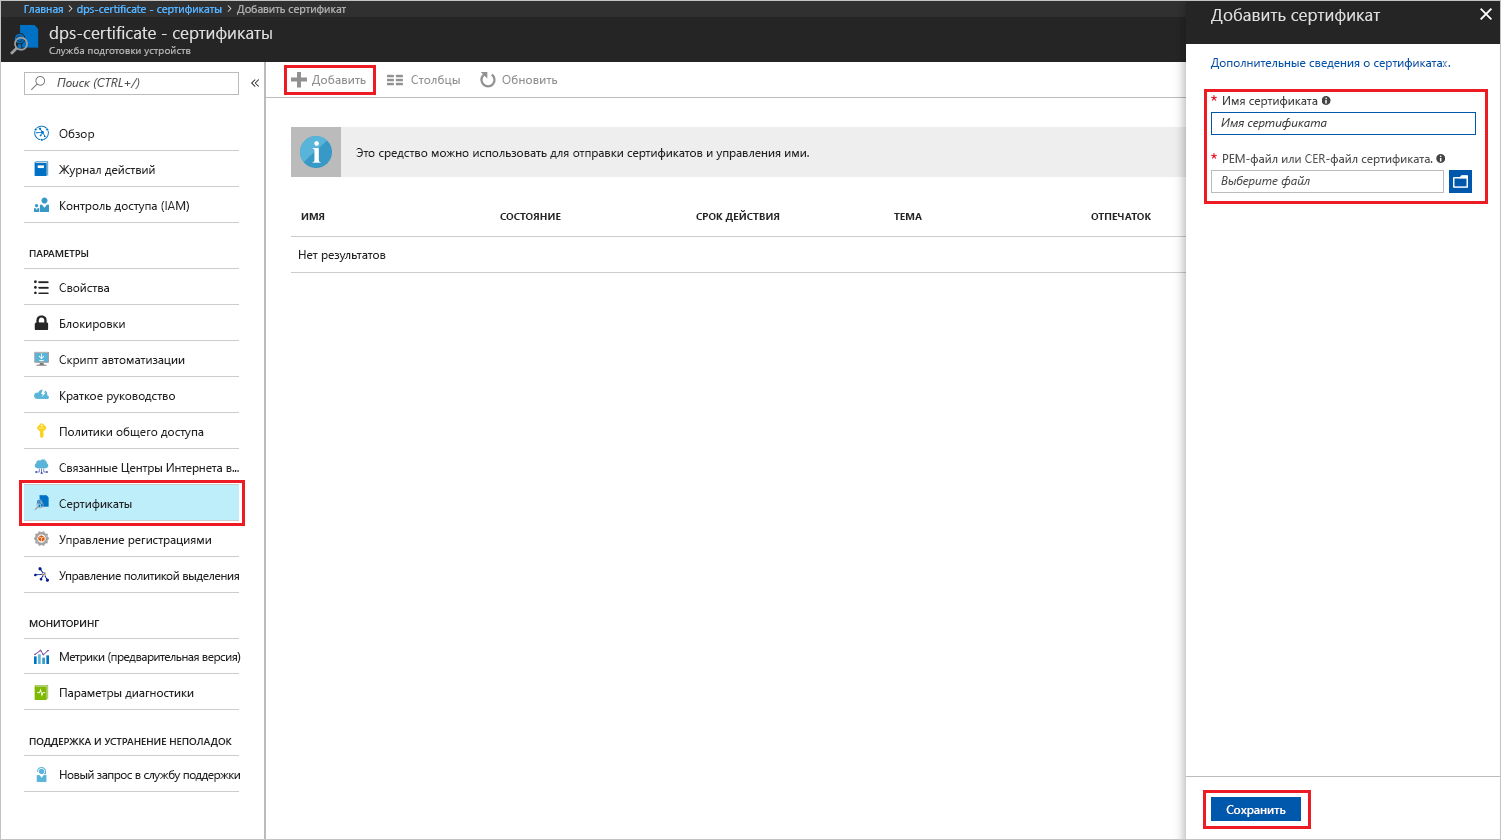 Главная > dps-certificate - сертификаты > Добавить сертификат
dps-certificate - сертификаты
Служба подготовки устройств
Поиск (CTRL+/)
«
Обзор
Журнал действий
Контроль доступа (IAM)
ПАРАМЕТРЫ
Свойства
Блокировки
Скрипт автоматизации
Краткое руководство
Политики общего доступа
Связанные Центры Интернета в...
Сертификаты
Управление регистрациями
Управление политикой выделения
МОНИТОРИНГ
Метрики (предварительная версия)
Параметры диагностики
ПОДДЕРЖКА И УСТРАНЕНИЕ НЕПОЛАДОК
Новый запрос в службу поддержки
Добавить Столбцы Обновить
Это средство можно использовать для отправки сертификатов и управления ими.
ИМЯ СОСТОЯНИЕ СРОК ДЕЙСТВИЯ ТЕМА ОТПЕЧАТОК
Нет результатов
Добавить сертификат
Дополнительные сведения о сертификатах.
* Имя сертификата
Имя сертификата
* PEM-файл или CER-файл сертификата.
Выберите файл
Сохранить